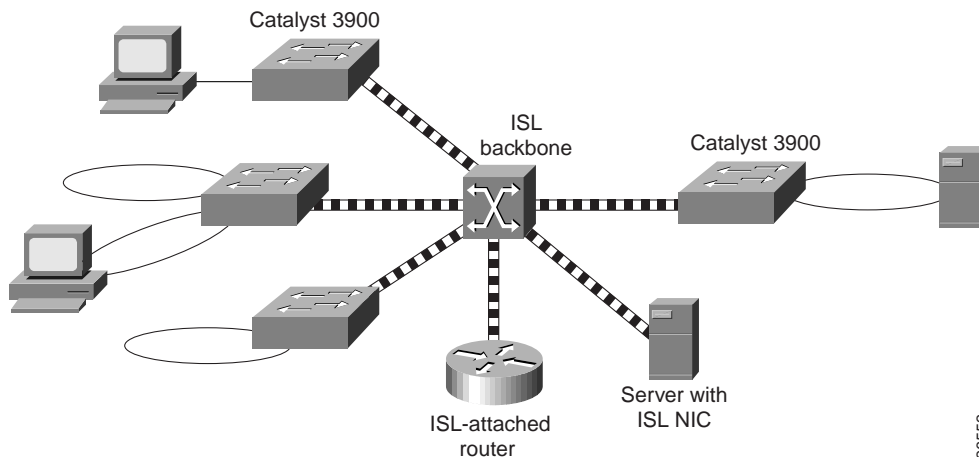 Catalyst 3900
ISL
backbone
Catalyst 3900
ISL-attached
router
Server with
ISL NIC